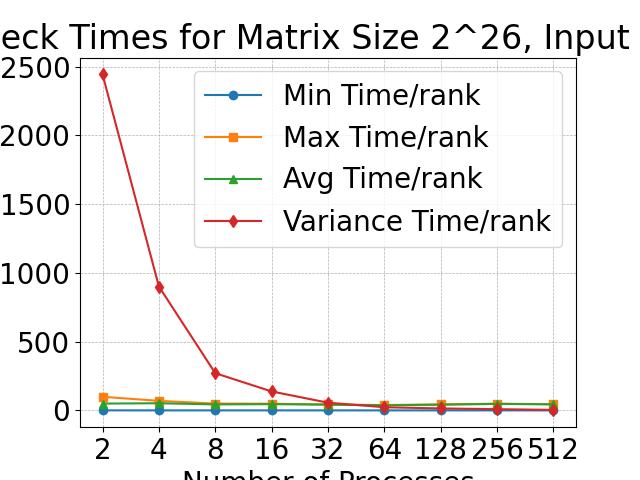 eck Times for Matrix Size 2^26, Input
2500
2000
1500
1000
500
0
Min Time/rank
Max Time/rank
Avg Time/rank
Variance Time/rank
2 4 8 16 32 64 128 256 512
Number of Processes